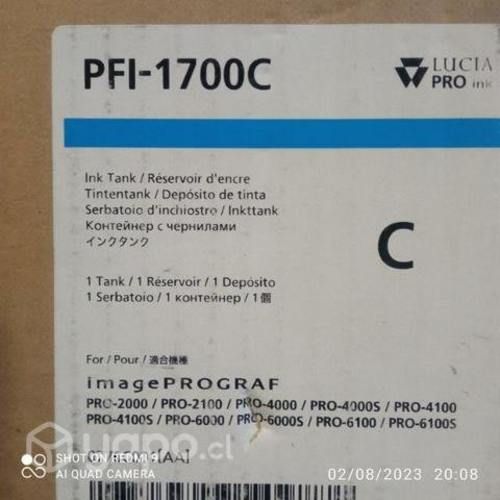 PFI-1700C
LUCIA
PRO ink
Ink Tank / Réservoir d'encre
Tintentank / Depósito de tinta
Serbatoio d'inchiostro / Inkttank
Контейнер с чернилами
インクタンク
C
1 Tank / 1 Réservoir / 1 Depósito
1 Serbatoio / 1 контейнер / 1個
For / Pour / 適合機種
imagePROGRAF
PRO-2000 / PRO-2100 / PRO-4000 / PRO-4000S / PRO-4100
PRO-4100S / PRO-6000 / PRO-6000S / PRO-6100 / PRO-6100S
[AA]
yapo.cl
SHOT ON REDMI 9
AI QUAD CAMERA
02/08/2023 20:08